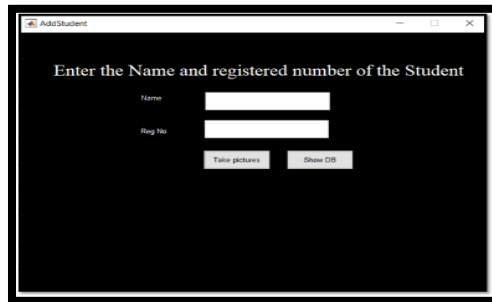 AddStudent
Enter the Name and registered number of the Student
Name
Reg No
Take pictures Show DB